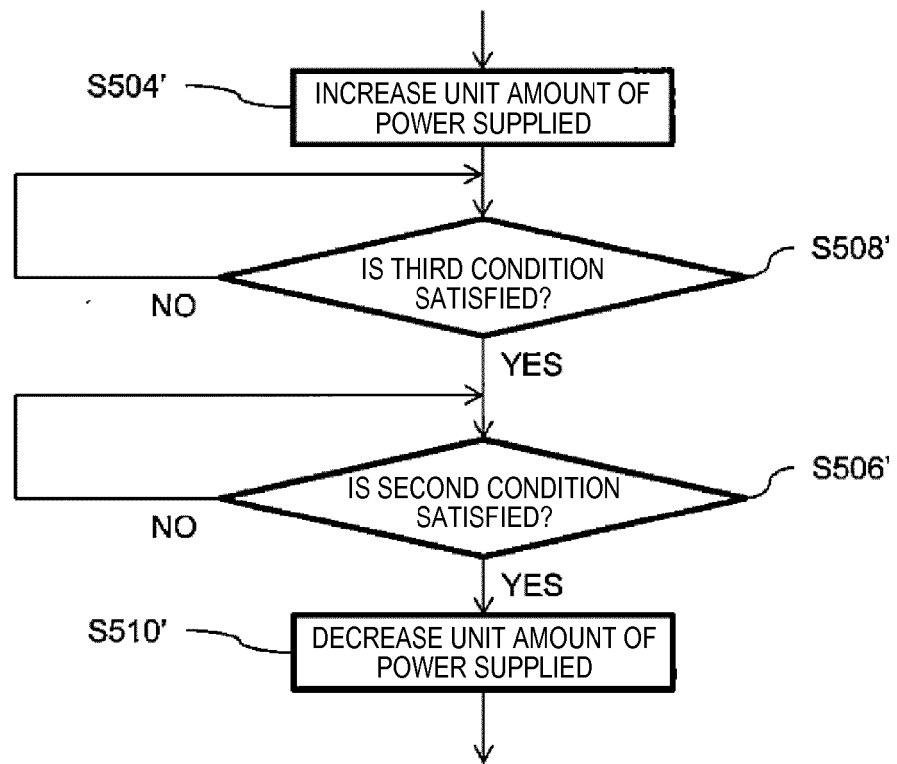 S504'
INCREASE UNIT AMOUNT OF
POWER SUPPLIED
S508'
IS THIRD CONDITION
SATISFIED?
NO
YES
S506'
IS SECOND CONDITION
SATISFIED?
NO
YES
S510'
DECREASE UNIT AMOUNT OF
POWER SUPPLIED